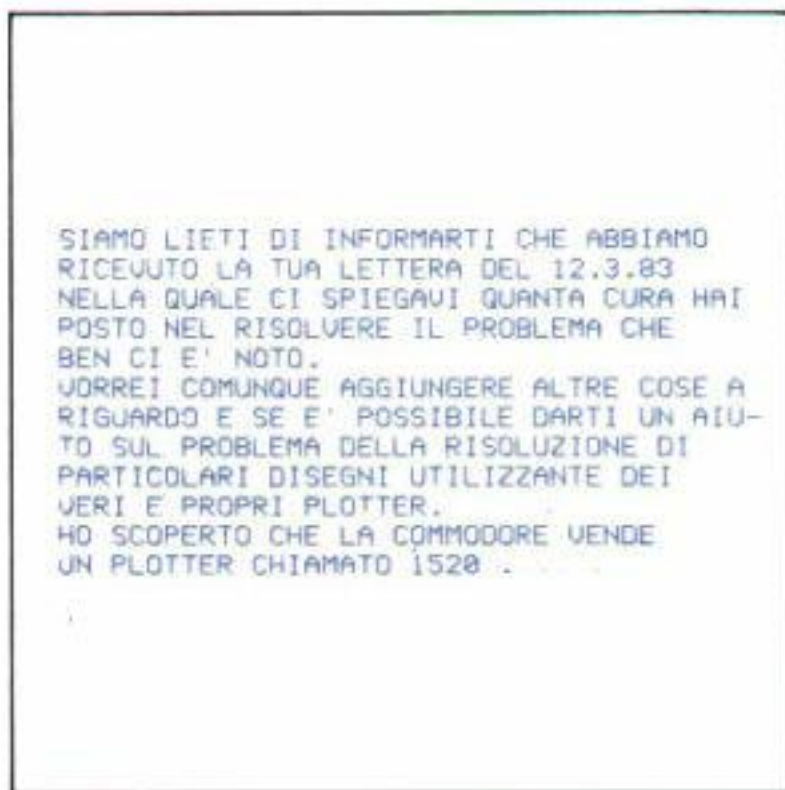 SIAMO LIETI DI INFORMARTI CHE ABBIAMO
RICEVUTO LA TUA LETTERA DEL 12.3.83
NELLA QUALE CI SPIEGAVI QUANTA CURA HAI
POSTO NEL RISOLVERE IL PROBLEMA CHE
BEN CI E' NOTO.
VORREI COMUNQUE AGGIUNGERE ALTRE COSE A
RIGUARDO E SE E' POSSIBILE DARTI UN AIU-
TO SUL PROBLEMA DELLA RISOLUZIONE DI
PARTICOLARI DISEGNI UTILIZZANTE DEI
VERI E PROPRI PLOTTER.
HO SCOPERTO CHE LA COMMODORE VENDE
UN PLOTTER CHIAMATO 1520 .